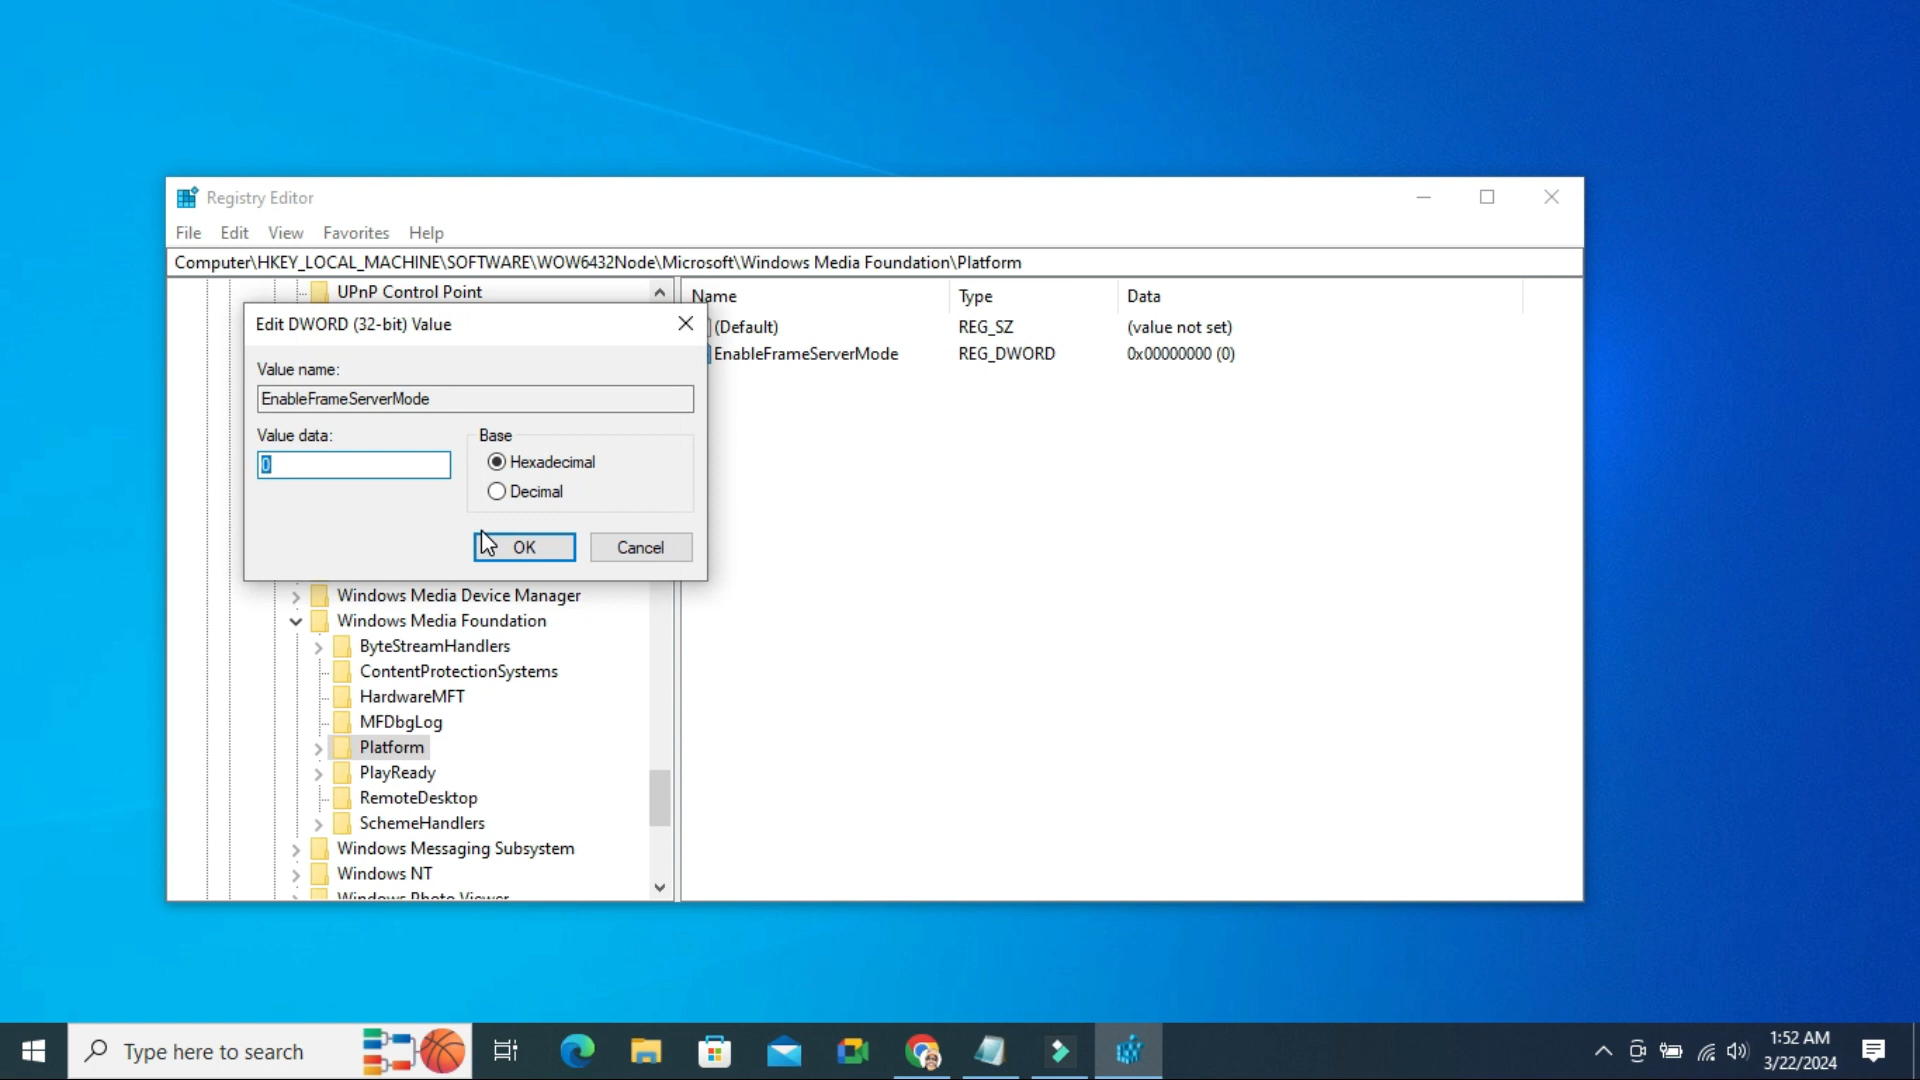 Registry Editor
File Edit View Favorites Help
Computer\HKEY_LOCAL_MACHINE\SOFTWARE\WOW6432Node\Microsoft\Windows Media Foundation\Platform
UPnP Control Point
Name Type Data
(Default) REG_SZ (value not set)
EnableFrameServerMode REG_DWORD 0x00000000 (0)
Edit DWORD (32-bit) Value
Value name:
EnableFrameServerMode
Value data:
0
Base
Hexadecimal
Decimal
OK Cancel
Windows Media Device Manager
Windows Media Foundation
ByteStreamHandlers
ContentProtectionSystems
HardwareMFT
MFDbgLog
Platform
PlayReady
RemoteDesktop
SchemeHandlers
Windows Messaging Subsystem
Windows NT
Windows Photo Viewer
Type here to search
1:52 AM
3/22/2024